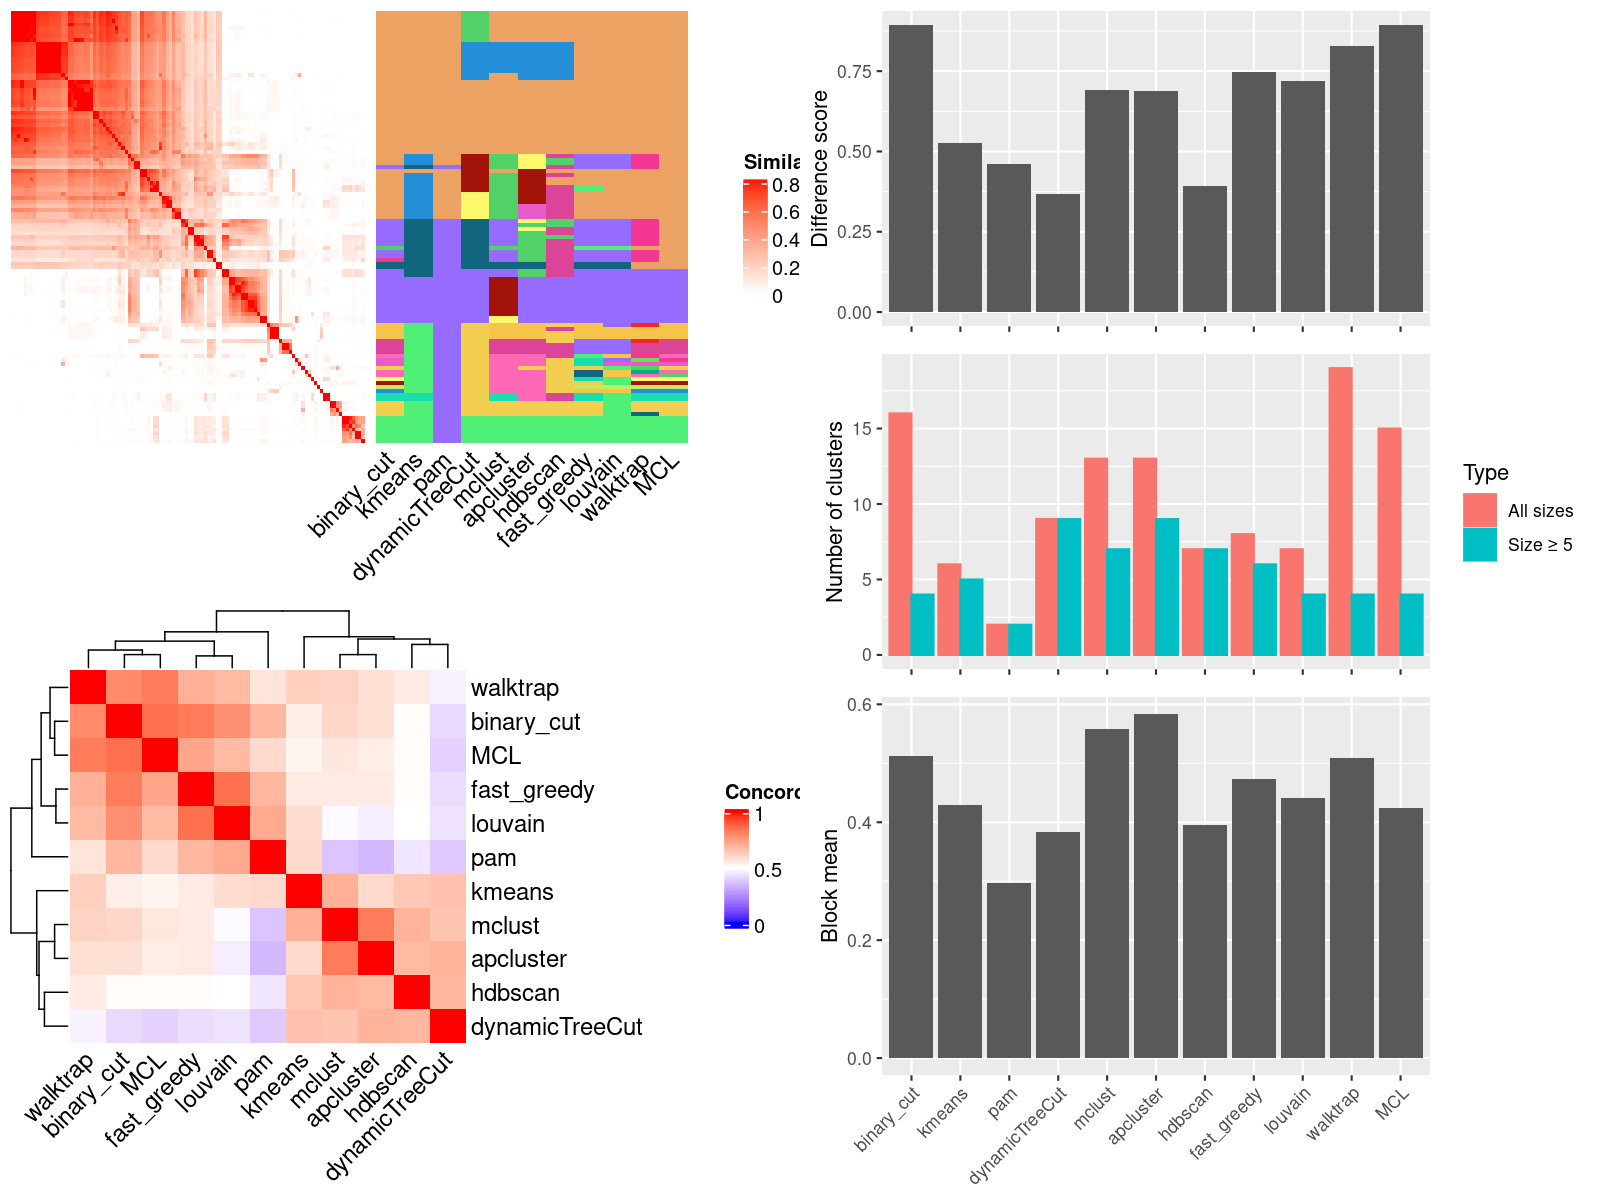 Simila
0.8
0.6
0.4
0.2
0
binary_cut
kmeans
pam
dynamicTreeCut
mclust
apcluster
hdbscan
fast_greedy
louvain
walktrap
MCL
Difference score
0.75
0.50
0.25
0.00
Number of clusters
15
10
5
0
Type
All sizes
Size ≥ 5
Block mean
0.6
0.4
0.2
0.0
binary_cut
kmeans
pam
dynamicTreeCut
mclust
apcluster
hdbscan
fast_greedy
louvain
walktrap
MCL
walktrap
binary_cut
MCL
fast_greedy
louvain
pam
kmeans
mclust
apcluster
hdbscan
dynamicTreeCut
walktrap
binary_cut
MCL
fast_greedy
louvain
pam
kmeans
mclust
apcluster
hdbscan
dynamicTreeCut
Concord
1
0.5
0